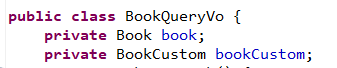 public class BookQueryVo {
private Book book;
private BookCustom bookCustom;